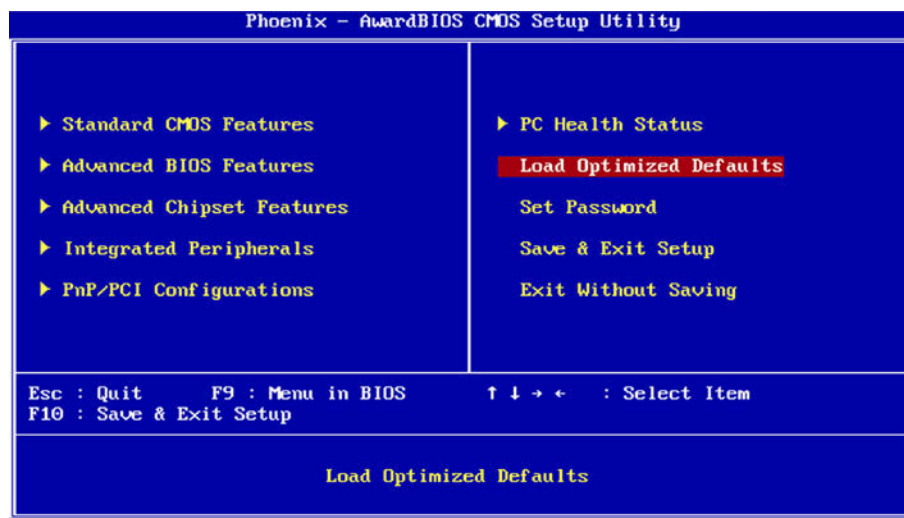 Phoenix - AwardBIOS CMOS Setup Utility
▶ Standard CMOS Features
▶ Advanced BIOS Features
▶ Advanced Chipset Features
▶ Integrated Peripherals
▶ PnP/PCI Configurations
▶ PC Health Status
Load Optimized Defaults
Set Password
Save & Exit Setup
Exit Without Saving
Esc : Quit F9 : Menu in BIOS ↑ ↓ → ← : Select Item
F10 : Save & Exit Setup
Load Optimized Defaults